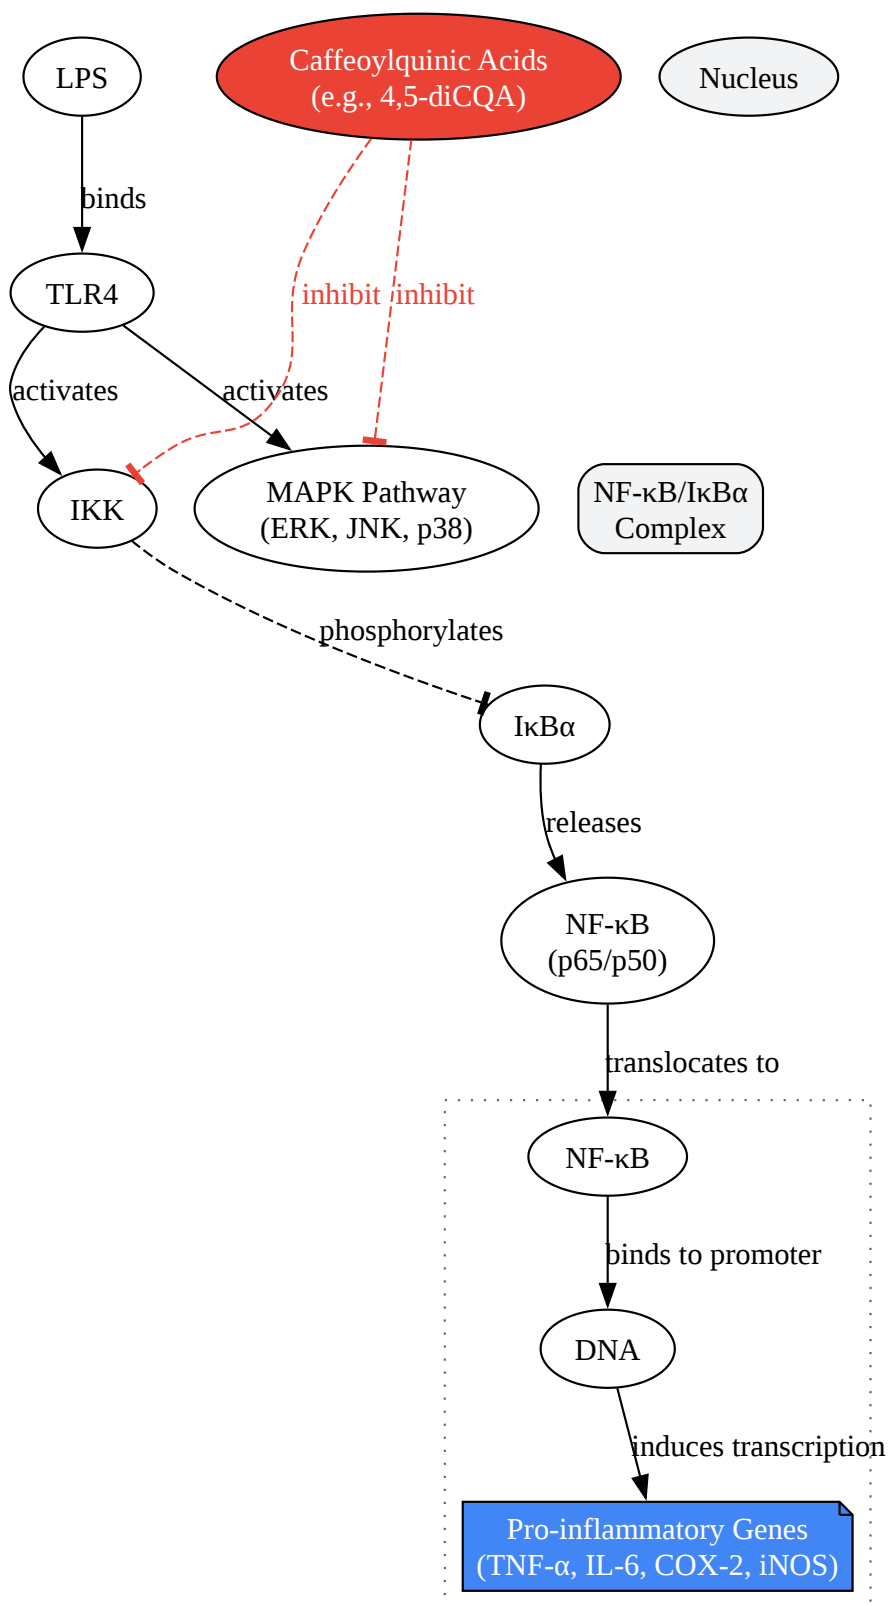 LPS
Caffeoylquinic Acids
(e.g., 4,5-diCQA)
Nucleus
binds
TLR4
inhibit
inhibit
activates
activates
IKK
MAPK Pathway
(ERK, JNK, p38)
NF-κB/IκBα
Complex
phosphorylates
IκBα
releases
NF-κB
(p65/p50)
translocates to
NF-κB
binds to promoter
DNA
induces transcription
Pro-inflammatory Genes
(TNF-α, IL-6, COX-2, iNOS)